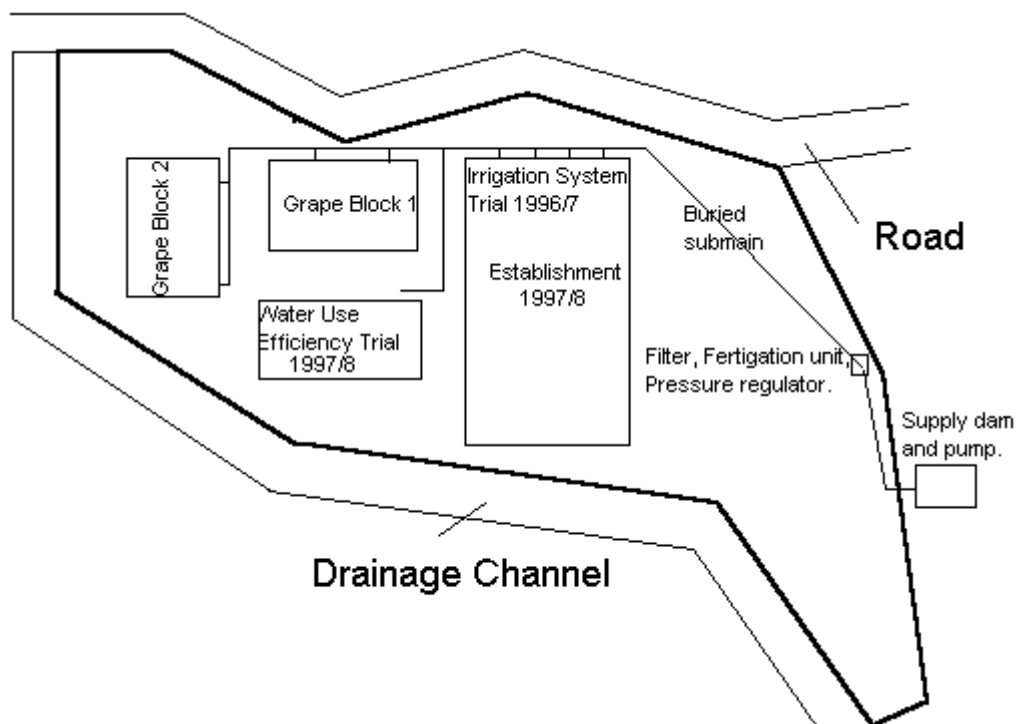 Grape Block 2
Grape Block 1
Irrigation System
Trial 1996/7
Establishment
1997/8
Water Use
Efficiency Trial
1997/8
Buried
submain
Road
Filter, Fertigation unit,
Pressure regulator.
Supply dam
and pump.
Drainage Channel